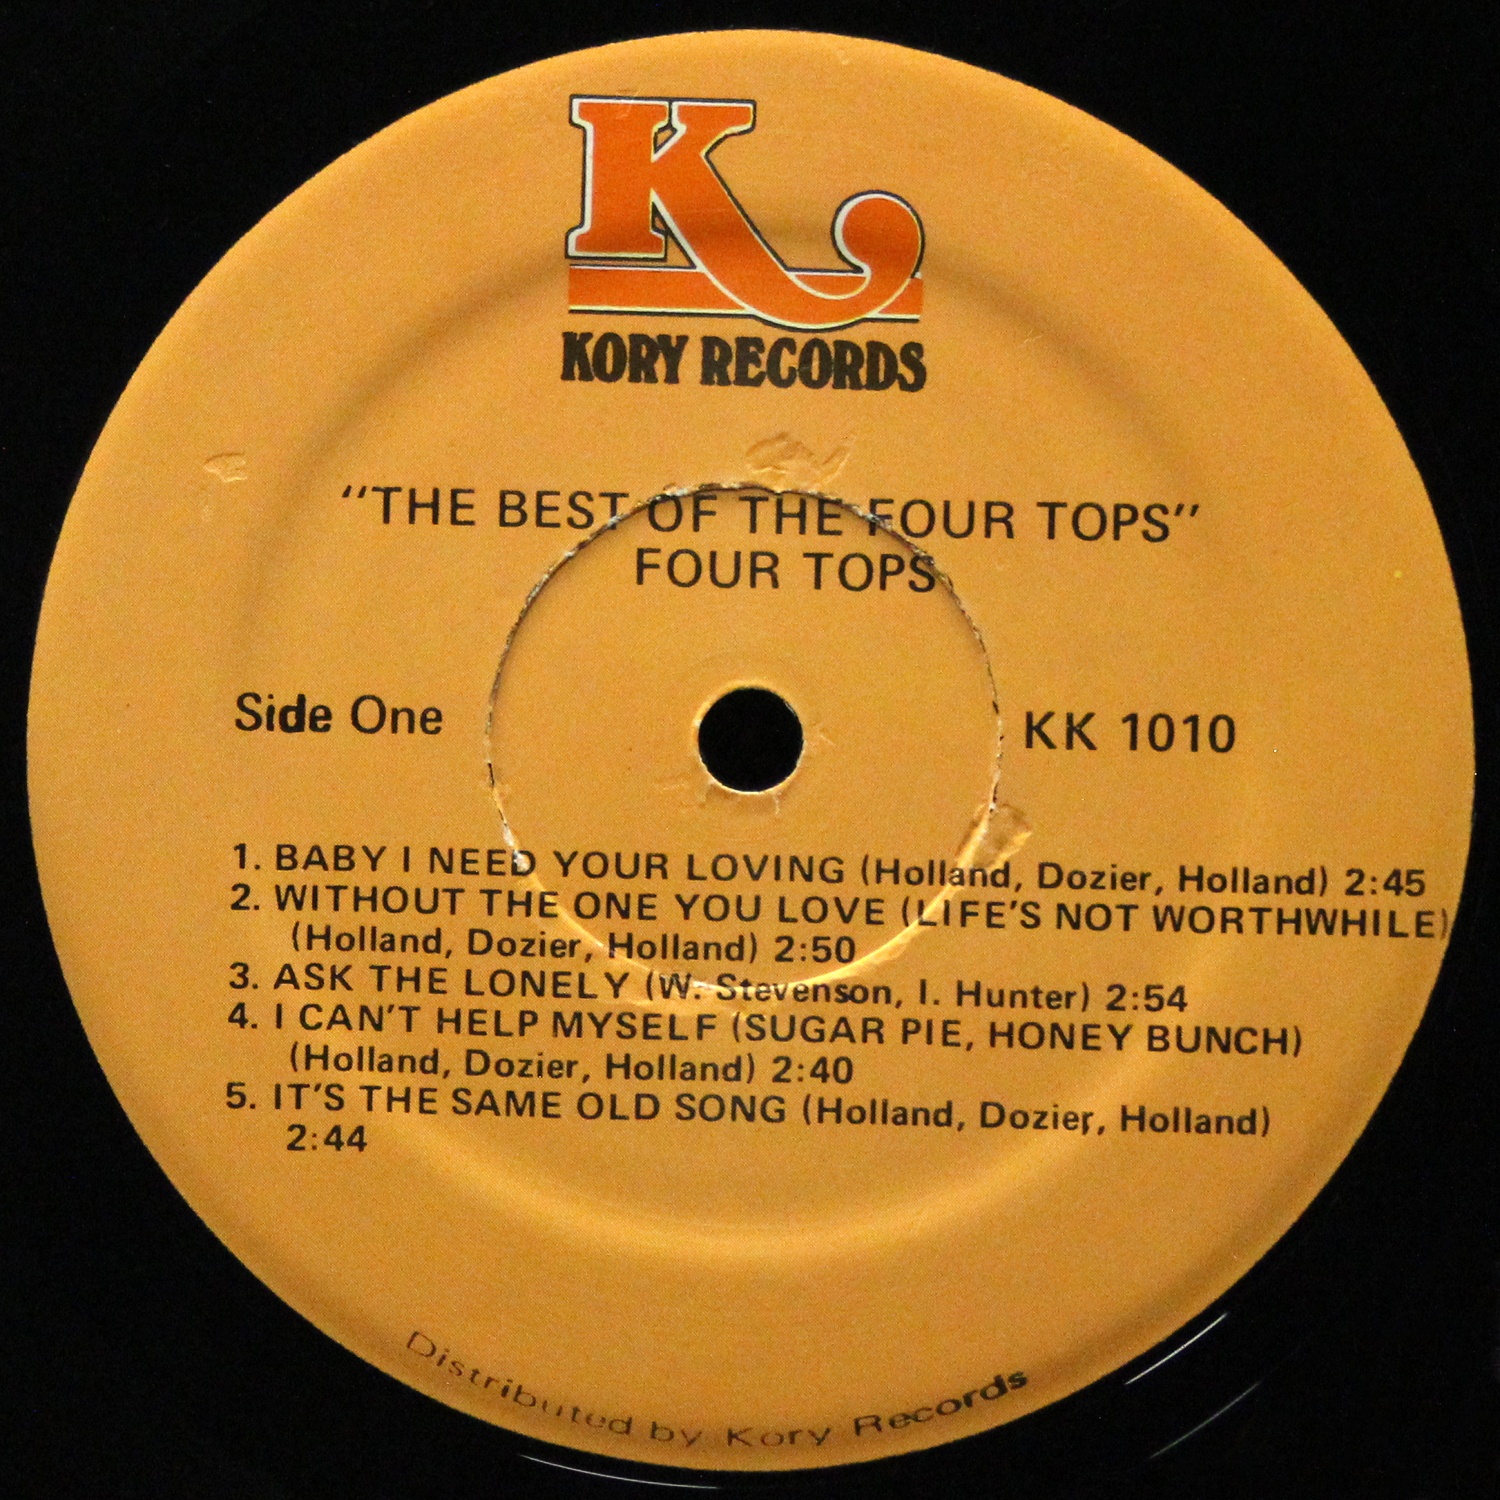 K
KORY RECORDS
"THE BEST OF THE FOUR TOPS"
FOUR TOPS
Side One
KK 1010
1. BABY I NEED YOUR LOVING (Holland, Dozier, Holland) 2:45
2. WITHOUT THE ONE YOU LOVE (LIFE'S NOT WORTHWHILE)
(Holland, Dozier, Holland) 2:50
3. ASK THE LONELY (W. Stevenson, I. Hunter) 2:54
4. I CAN'T HELP MYSELF (SUGAR PIE, HONEY BUNCH)
(Holland, Dozier, Holland) 2:40
5. IT'S THE SAME OLD SONG (Holland, Dozier, Holland)
2:44
Distributed by Kory Records